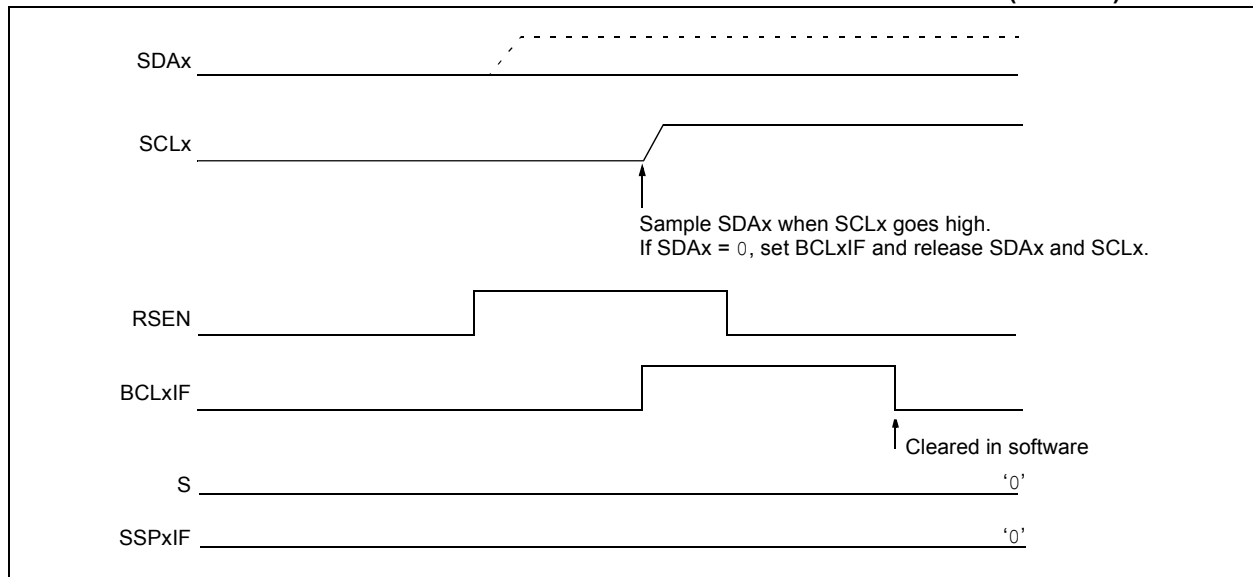 SDAx
SCLx
Sample SDAx when SCLx goes high.
If SDAx = 0, set BCLxIF and release SDAx and SCLx.
RSEN
BCLxIF
Cleared in software
S
‘0’
SSPxIF
‘0’